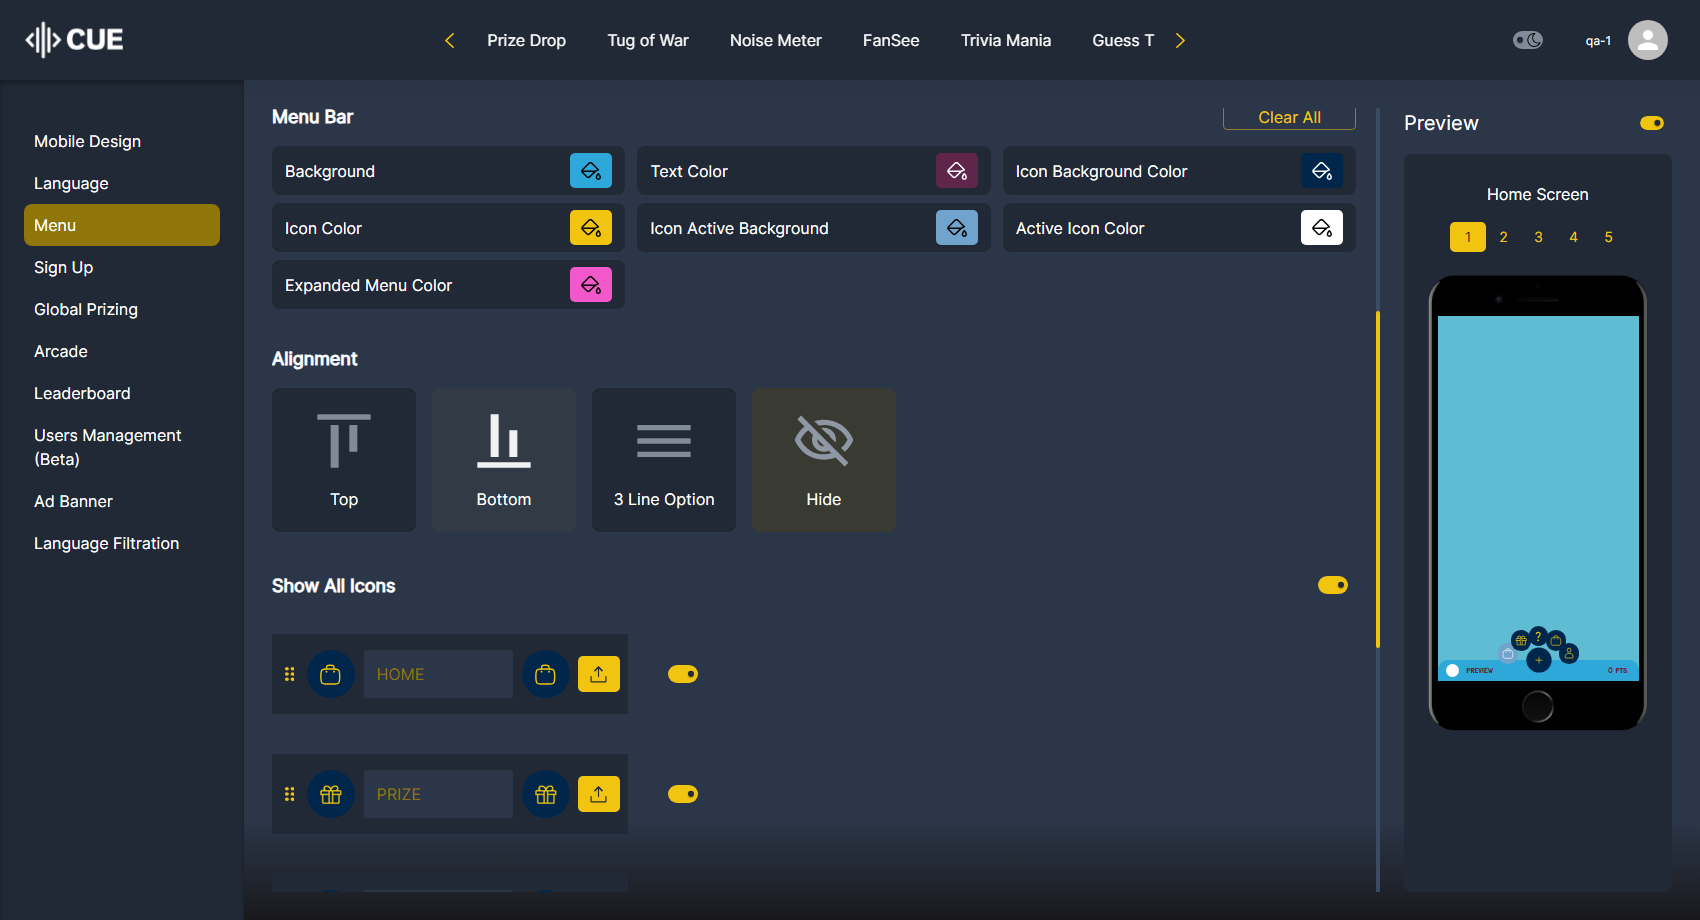 CUE
Prize Drop
Tug of War
Noise Meter
FanSee
Trivia Mania
Guess T
qa-1
Mobile Design
Language
Menu
Sign Up
Global Prizing
Arcade
Leaderboard
Users Management
(Beta)
Ad Banner
Language Filtration
Menu Bar
Clear All
Background
Text Color
Icon Background Color
Icon Color
Icon Active Background
Active Icon Color
Expanded Menu Color
Alignment
Top
Bottom
3 Line Option
Hide
Show All Icons
HOME
PRIZE
Preview
Home Screen
1 2 3 4 5
?
+
PREVIEW
0 PTS